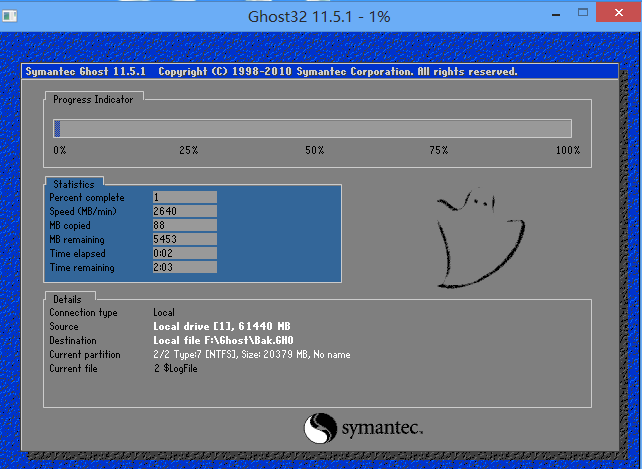 Ghost32 11.5.1 - 1%
Symantec Ghost 11.5.1 Copyright (C) 1998-2010 Symantec Corporation. All rights reserved.
Progress Indicator
0% 25% 50% 75% 100%
Statistics
Percent complete 1
Speed (MB/min) 2640
MB copied 88
MB remaining 5453
Time elapsed 0:02
Time remaining 2:03
Details
Connection type Local
Source Local drive [1], 61440 MB
Destination Local file F:\Ghost\Bak.GHO
Current partition 2/2 Type:7 [NTFS], Size: 20379 MB, No name
Current file 2 $LogFile
symantec.